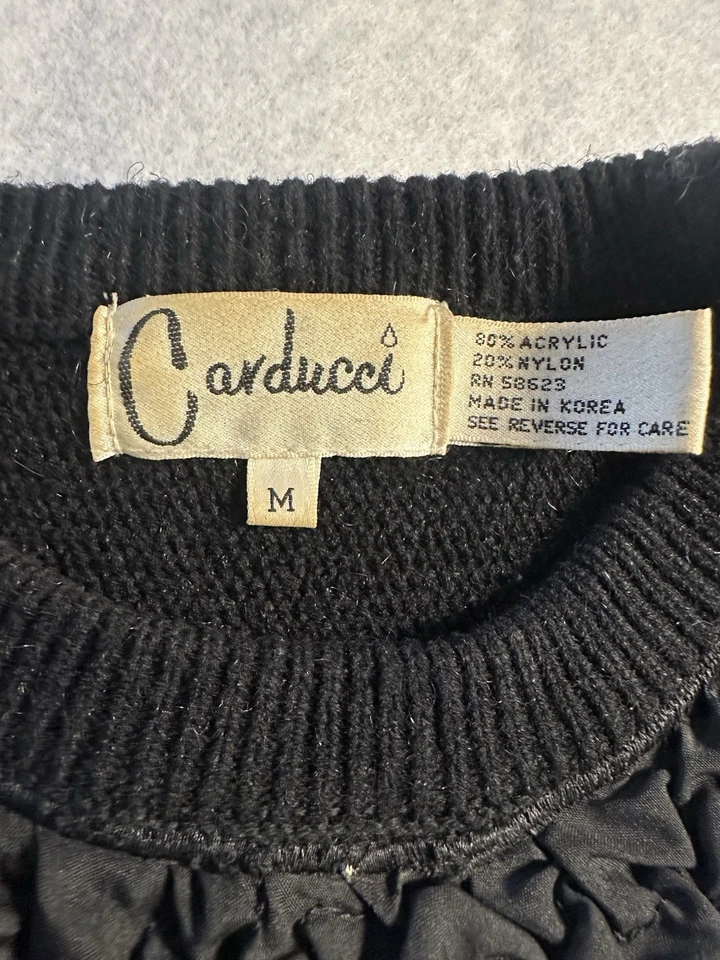 Carducci
M
80% ACRYLIC
20% NYLON
RN 58623
MADE IN KOREA
SEE REVERSE FOR CARE